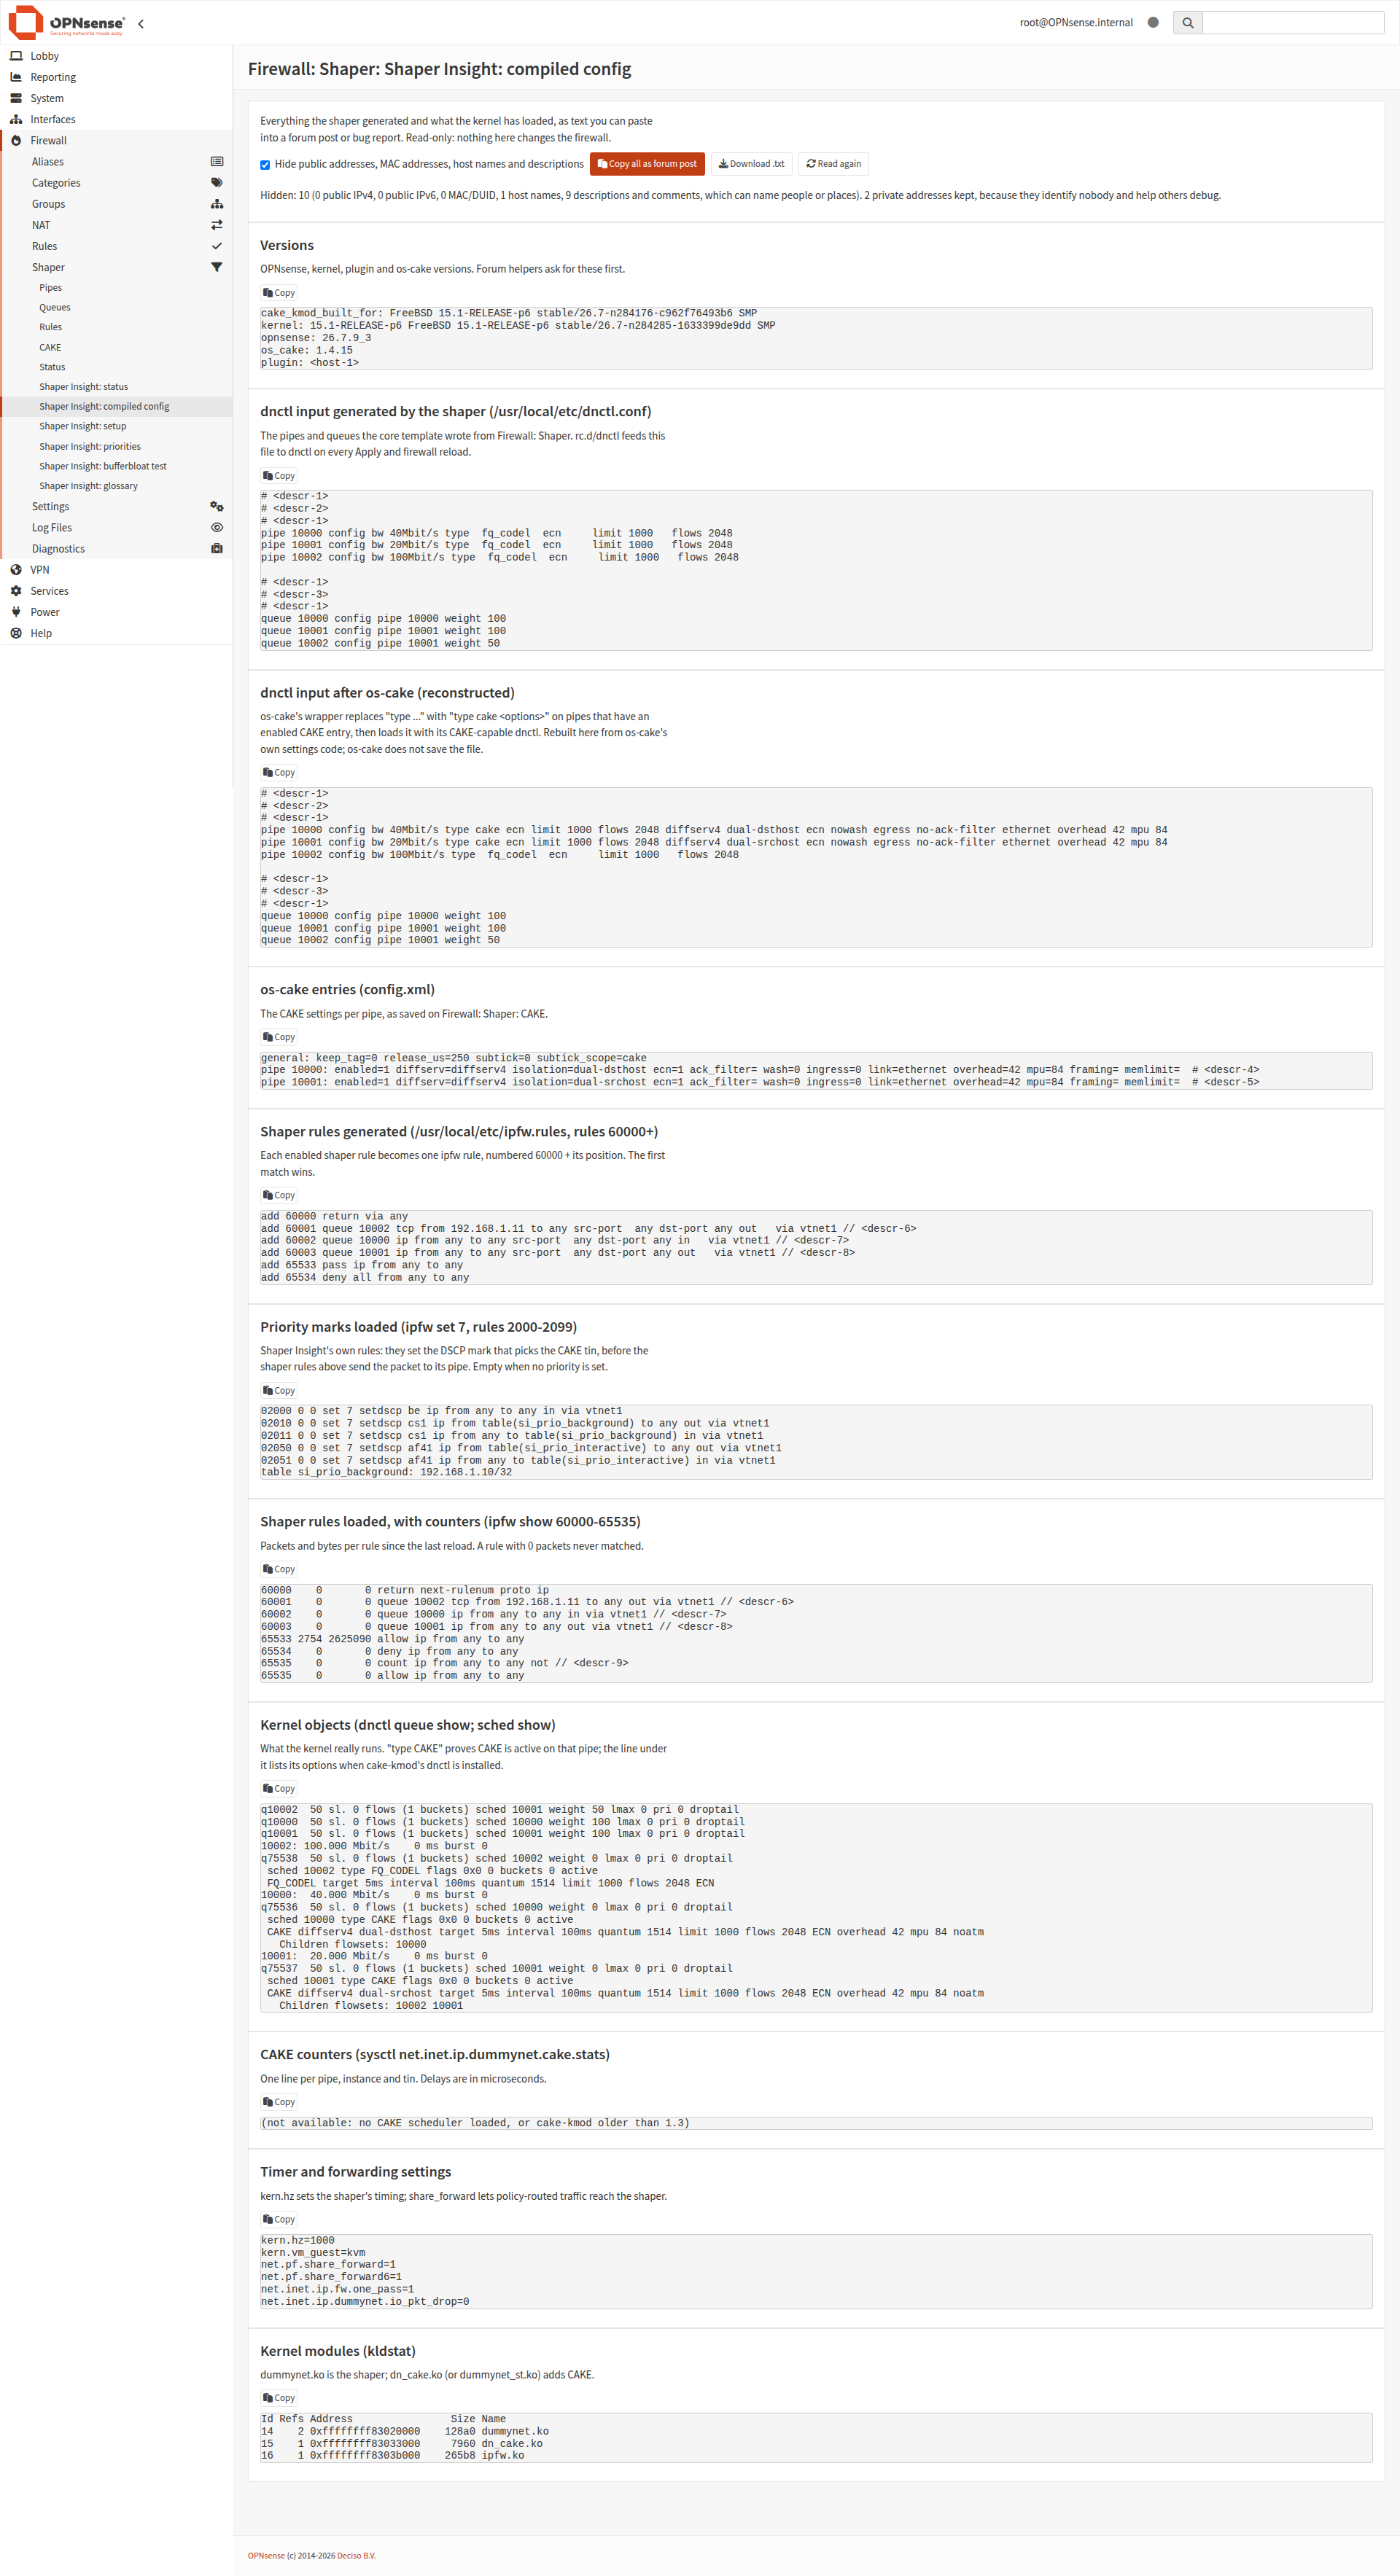 OPNsense
Securing networks made easy
root@OPNsense.internal
Lobby
Reporting
System
Interfaces
Firewall
Aliases
Categories
Groups
NAT
Rules
Shaper
Pipes
Queues
Rules
CAKE
Status
Shaper Insight: status
Shaper Insight: compiled config
Shaper Insight: setup
Shaper Insight: priorities
Shaper Insight: bufferbloat test
Shaper Insight: glossary
Settings
Log Files
Diagnostics
VPN
Services
Power
Help
Firewall: Shaper: Shaper Insight: compiled config
Everything the shaper generated and what the kernel has loaded, as text you can paste
into a forum post or bug report. Read-only: nothing here changes the firewall.
Hide public addresses, MAC addresses, host names and descriptions Copy all as forum post Download .txt Read again
Hidden: 10 (0 public IPv4, 0 public IPv6, 0 MAC/DUID, 1 host names, 9 descriptions and comments, which can name people or places). 2 private addresses kept, because they identify nobody and help others debug.
Versions
OPNsense, kernel, plugin and os-cake versions. Forum helpers ask for these first.
Copy
cake_kmod_built_for: FreeBSD 15.1-RELEASE-p6 stable/26.7-n284176-c962f76493b6 SMP
kernel: 15.1-RELEASE-p6 FreeBSD 15.1-RELEASE-p6 stable/26.7-n284285-1633399de9dd SMP
opnsense: 26.7.9_3
os_cake: 1.4.15
plugin: <host-1>
dnctl input generated by the shaper (/usr/local/etc/dnctl.conf)
The pipes and queues the core template wrote from Firewall: Shaper. rc.d/dnctl feeds this
file to dnctl on every Apply and firewall reload.
Copy
# <descr-1>
# <descr-2>
# <descr-1>
pipe 10000 config bw 40Mbit/s type  fq_codel  ecn     limit 1000   flows 2048
pipe 10001 config bw 20Mbit/s type  fq_codel  ecn     limit 1000   flows 2048
pipe 10002 config bw 100Mbit/s type  fq_codel  ecn     limit 1000   flows 2048
# <descr-1>
# <descr-3>
# <descr-1>
queue 10000 config pipe 10000 weight 100
queue 10001 config pipe 10001 weight 100
queue 10002 config pipe 10001 weight 50
dnctl input after os-cake (reconstructed)
os-cake's wrapper replaces "type ..." with "type cake <options>" on pipes that have an
enabled CAKE entry, then loads it with its CAKE-capable dnctl. Rebuilt here from os-cake's
own settings code; os-cake does not save the file.
Copy
# <descr-1>
# <descr-2>
# <descr-1>
pipe 10000 config bw 40Mbit/s type cake ecn limit 1000 flows 2048 diffserv4 dual-dsthost ecn nowash egress no-ack-filter ethernet overhead 42 mpu 84
pipe 10001 config bw 20Mbit/s type cake ecn limit 1000 flows 2048 diffserv4 dual-srchost ecn nowash egress no-ack-filter ethernet overhead 42 mpu 84
pipe 10002 config bw 100Mbit/s type  fq_codel  ecn     limit 1000   flows 2048
# <descr-1>
# <descr-3>
# <descr-1>
queue 10000 config pipe 10000 weight 100
queue 10001 config pipe 10001 weight 100
queue 10002 config pipe 10001 weight 50
os-cake entries (config.xml)
The CAKE settings per pipe, as saved on Firewall: Shaper: CAKE.
Copy
general: keep_tag=0 release_us=250 subtick=0 subtick_scope=cake
pipe 10000: enabled=1 diffserv=diffserv4 isolation=dual-dsthost ecn=1 ack_filter= wash=0 ingress=0 link=ethernet overhead=42 mpu=84 framing= memlimit=  # <descr-4>
pipe 10001: enabled=1 diffserv=diffserv4 isolation=dual-srchost ecn=1 ack_filter= wash=0 ingress=0 link=ethernet overhead=42 mpu=84 framing= memlimit=  # <descr-5>
Shaper rules generated (/usr/local/etc/ipfw.rules, rules 60000+)
Each enabled shaper rule becomes one ipfw rule, numbered 60000 + its position. The first
match wins.
Copy
add 60000 return via any
add 60001 queue 10002 tcp from 192.168.1.11 to any src-port  any dst-port any out   via vtnet1 // <descr-6>
add 60002 queue 10000 ip from any to any src-port  any dst-port any in   via vtnet1 // <descr-7>
add 60003 queue 10001 ip from any to any src-port  any dst-port any out   via vtnet1 // <descr-8>
add 65533 pass ip from any to any
add 65534 deny all from any to any
Priority marks loaded (ipfw set 7, rules 2000-2099)
Shaper Insight's own rules: they set the DSCP mark that picks the CAKE tin, before the
shaper rules above send the packet to its pipe. Empty when no priority is set.
Copy
02000 0 0 set 7 setdscp be ip from any to any in via vtnet1
02010 0 0 set 7 setdscp cs1 ip from table(si_prio_background) to any out via vtnet1
02011 0 0 set 7 setdscp cs1 ip from any to table(si_prio_background) in via vtnet1
02050 0 0 set 7 setdscp af41 ip from table(si_prio_interactive) to any out via vtnet1
02051 0 0 set 7 setdscp af41 ip from any to table(si_prio_interactive) in via vtnet1
table si_prio_background: 192.168.1.10/32
Shaper rules loaded, with counters (ipfw show 60000-65535)
Packets and bytes per rule since the last reload. A rule with 0 packets never matched.
Copy
60000    0       0 return next-rulenum proto ip
60001    0       0 queue 10002 tcp from 192.168.1.11 to any out via vtnet1 // <descr-6>
60002    0       0 queue 10000 ip from any to any in via vtnet1 // <descr-7>
60003    0       0 queue 10001 ip from any to any out via vtnet1 // <descr-8>
65533 2754 2625090 allow ip from any to any
65534    0       0 deny ip from any to any
65535    0       0 count ip from any to any not // <descr-9>
65535    0       0 allow ip from any to any
Kernel objects (dnctl queue show; sched show)
What the kernel really runs. "type CAKE" proves CAKE is active on that pipe; the line under
it lists its options when cake-kmod's dnctl is installed.
Copy
q10002  50 sl. 0 flows (1 buckets) sched 10001 weight 50 lmax 0 pri 0 droptail
q10000  50 sl. 0 flows (1 buckets) sched 10000 weight 100 lmax 0 pri 0 droptail
q10001  50 sl. 0 flows (1 buckets) sched 10001 weight 100 lmax 0 pri 0 droptail
10002: 100.000 Mbit/s    0 ms burst 0
q75538  50 sl. 0 flows (1 buckets) sched 10002 weight 0 lmax 0 pri 0 droptail
 sched 10002 type FQ_CODEL flags 0x0 0 buckets 0 active
 FQ_CODEL target 5ms interval 100ms quantum 1514 limit 1000 flows 2048 ECN
10000:  40.000 Mbit/s    0 ms burst 0
q75536  50 sl. 0 flows (1 buckets) sched 10000 weight 0 lmax 0 pri 0 droptail
 sched 10000 type CAKE flags 0x0 0 buckets 0 active
 CAKE diffserv4 dual-dsthost target 5ms interval 100ms quantum 1514 limit 1000 flows 2048 ECN overhead 42 mpu 84 noatm
   Children flowsets: 10000
10001:  20.000 Mbit/s    0 ms burst 0
q75537  50 sl. 0 flows (1 buckets) sched 10001 weight 0 lmax 0 pri 0 droptail
 sched 10001 type CAKE flags 0x0 0 buckets 0 active
 CAKE diffserv4 dual-srchost target 5ms interval 100ms quantum 1514 limit 1000 flows 2048 ECN overhead 42 mpu 84 noatm
   Children flowsets: 10002 10001
CAKE counters (sysctl net.inet.ip.dummynet.cake.stats)
One line per pipe, instance and tin. Delays are in microseconds.
Copy
(not available: no CAKE scheduler loaded, or cake-kmod older than 1.3)
Timer and forwarding settings
kern.hz sets the shaper's timing; share_forward lets policy-routed traffic reach the shaper.
Copy
kern.hz=1000
kern.vm_guest=kvm
net.pf.share_forward=1
net.pf.share_forward6=1
net.inet.ip.fw.one_pass=1
net.inet.ip.dummynet.io_pkt_drop=0
Kernel modules (kldstat)
dummynet.ko is the shaper; dn_cake.ko (or dummynet_st.ko) adds CAKE.
Copy
Id Refs Address                Size Name
14    2 0xffffffff83020000    128a0 dummynet.ko
15    1 0xffffffff83033000     7960 dn_cake.ko
16    1 0xffffffff8303b000    265b8 ipfw.ko
OPNsense (c) 2014-2026 Deciso B.V.